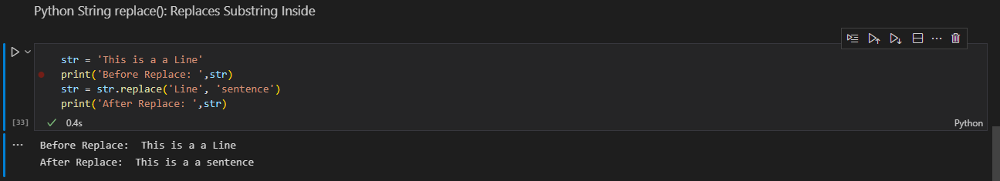 Python String replace(): Replaces Substring Inside
str = 'This is a a Line'
print('Before Replace: ',str)
str = str.replace('Line', 'sentence')
print('After Replace: ',str)
[33] 0.4s Python
Before Replace:  This is a a Line
After Replace:  This is a a sentence